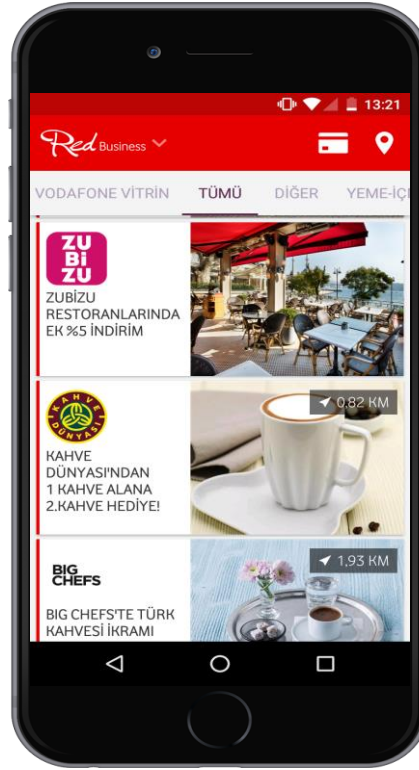 13:21
Red Business
VODAFONE VİTRİN TÜMÜ DİĞER YEME-İÇ
ZU
Bi
ZU
ZUBİZU
RESTORANLARINDA
EK %5 İNDİRİM
KAHVE
DÜNYASI
0.82 KM
KAHVE
DÜNYASI'NDAN
1 KAHVE ALANA
2.KAHVE HEDİYE!
BIG
CHEFS
1,93 KM
BIG CHEFS'TE TÜRK
KAHVESİ İKRAMI